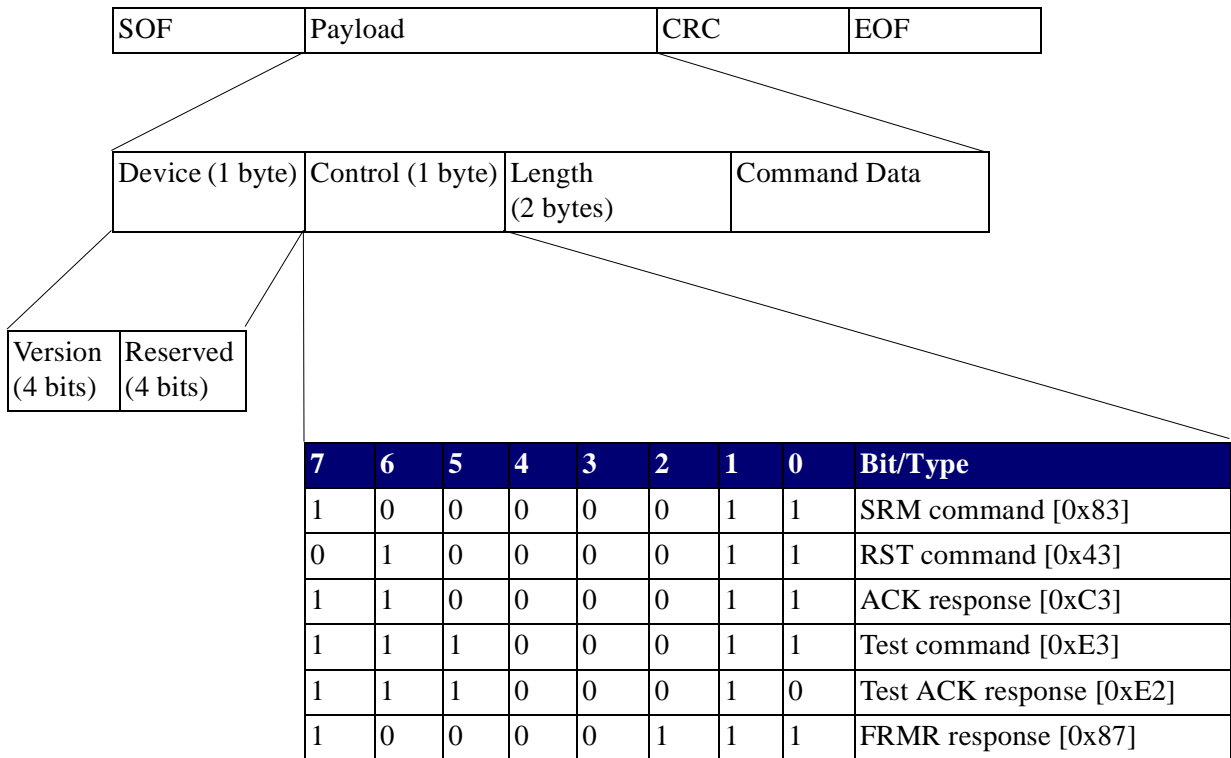 SOF Payload CRC EOF
Device (1 byte) Control (1 byte) Length Command Data
(2 bytes)
Version Reserved
(4 bits) (4 bits)
7 6 5 4 3 2 1 0 Bit/Type
1 0 0 0 0 0 1 1 SRM command [0x83]
0 1 0 0 0 0 1 1 RST command [0x43]
1 1 0 0 0 0 1 1 ACK response [0xC3]
1 1 1 0 0 0 1 1 Test command [0xE3]
1 1 1 0 0 0 1 0 Test ACK response [0xE2]
1 0 0 0 0 1 1 1 FRMR response [0x87]